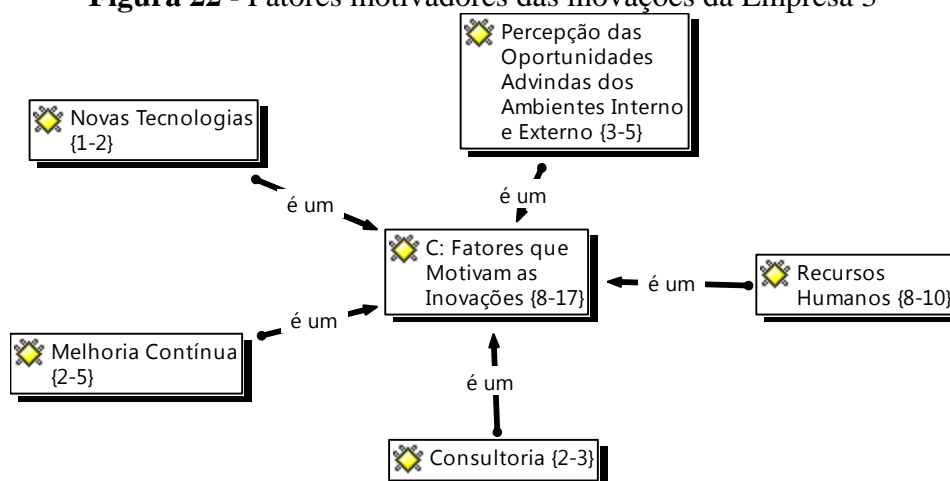 Figura 22 - Fatores motivadores das inovações da Empresa 3
Percepção das
Oportunidades
Advindas dos
Ambientes Interno
e Externo {3-5}
Novas Tecnologias
{1-2}
é um
é um
C: Fatores que
Motivam as
Inovações {8-17}
Recursos
Humanos {8-10}
é um
é um
Melhoria Contínua
{2-5}
é um
Consultoria {2-3}